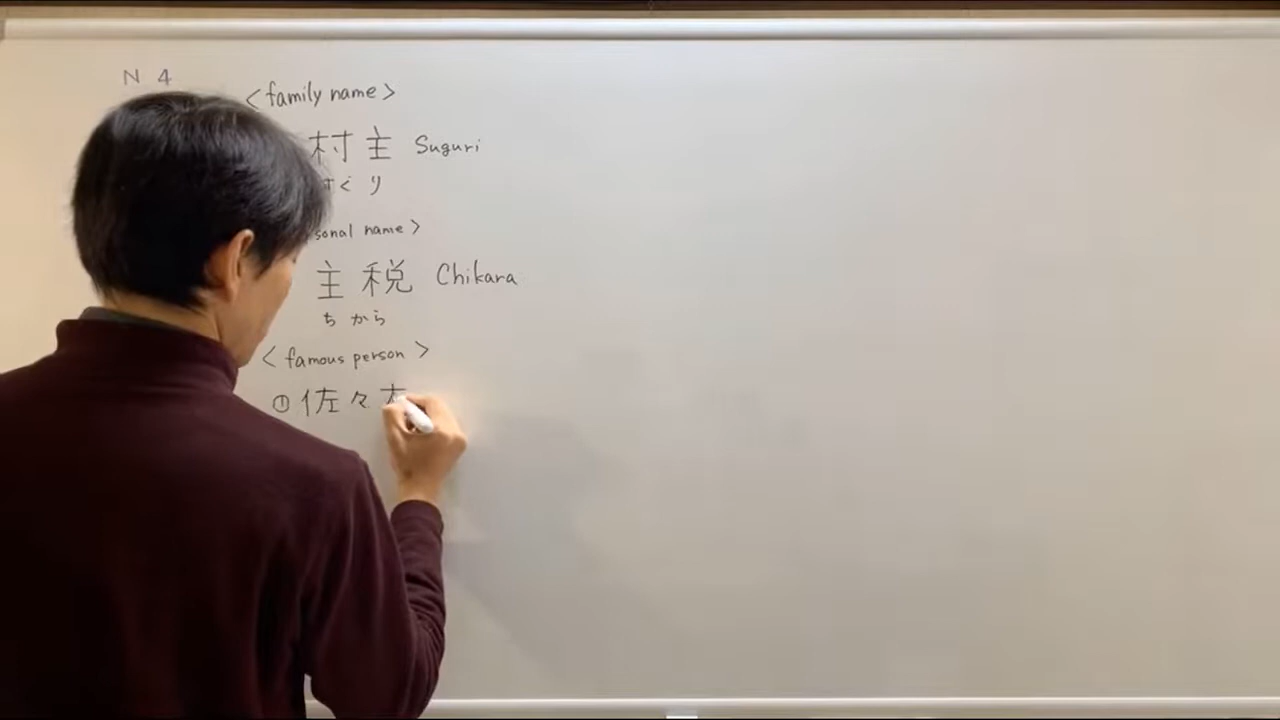 N 4
<family name>
村主 Suguri
すぐり
sonal name>
主税 Chikara
ちから
<famous person>
① 佐々木